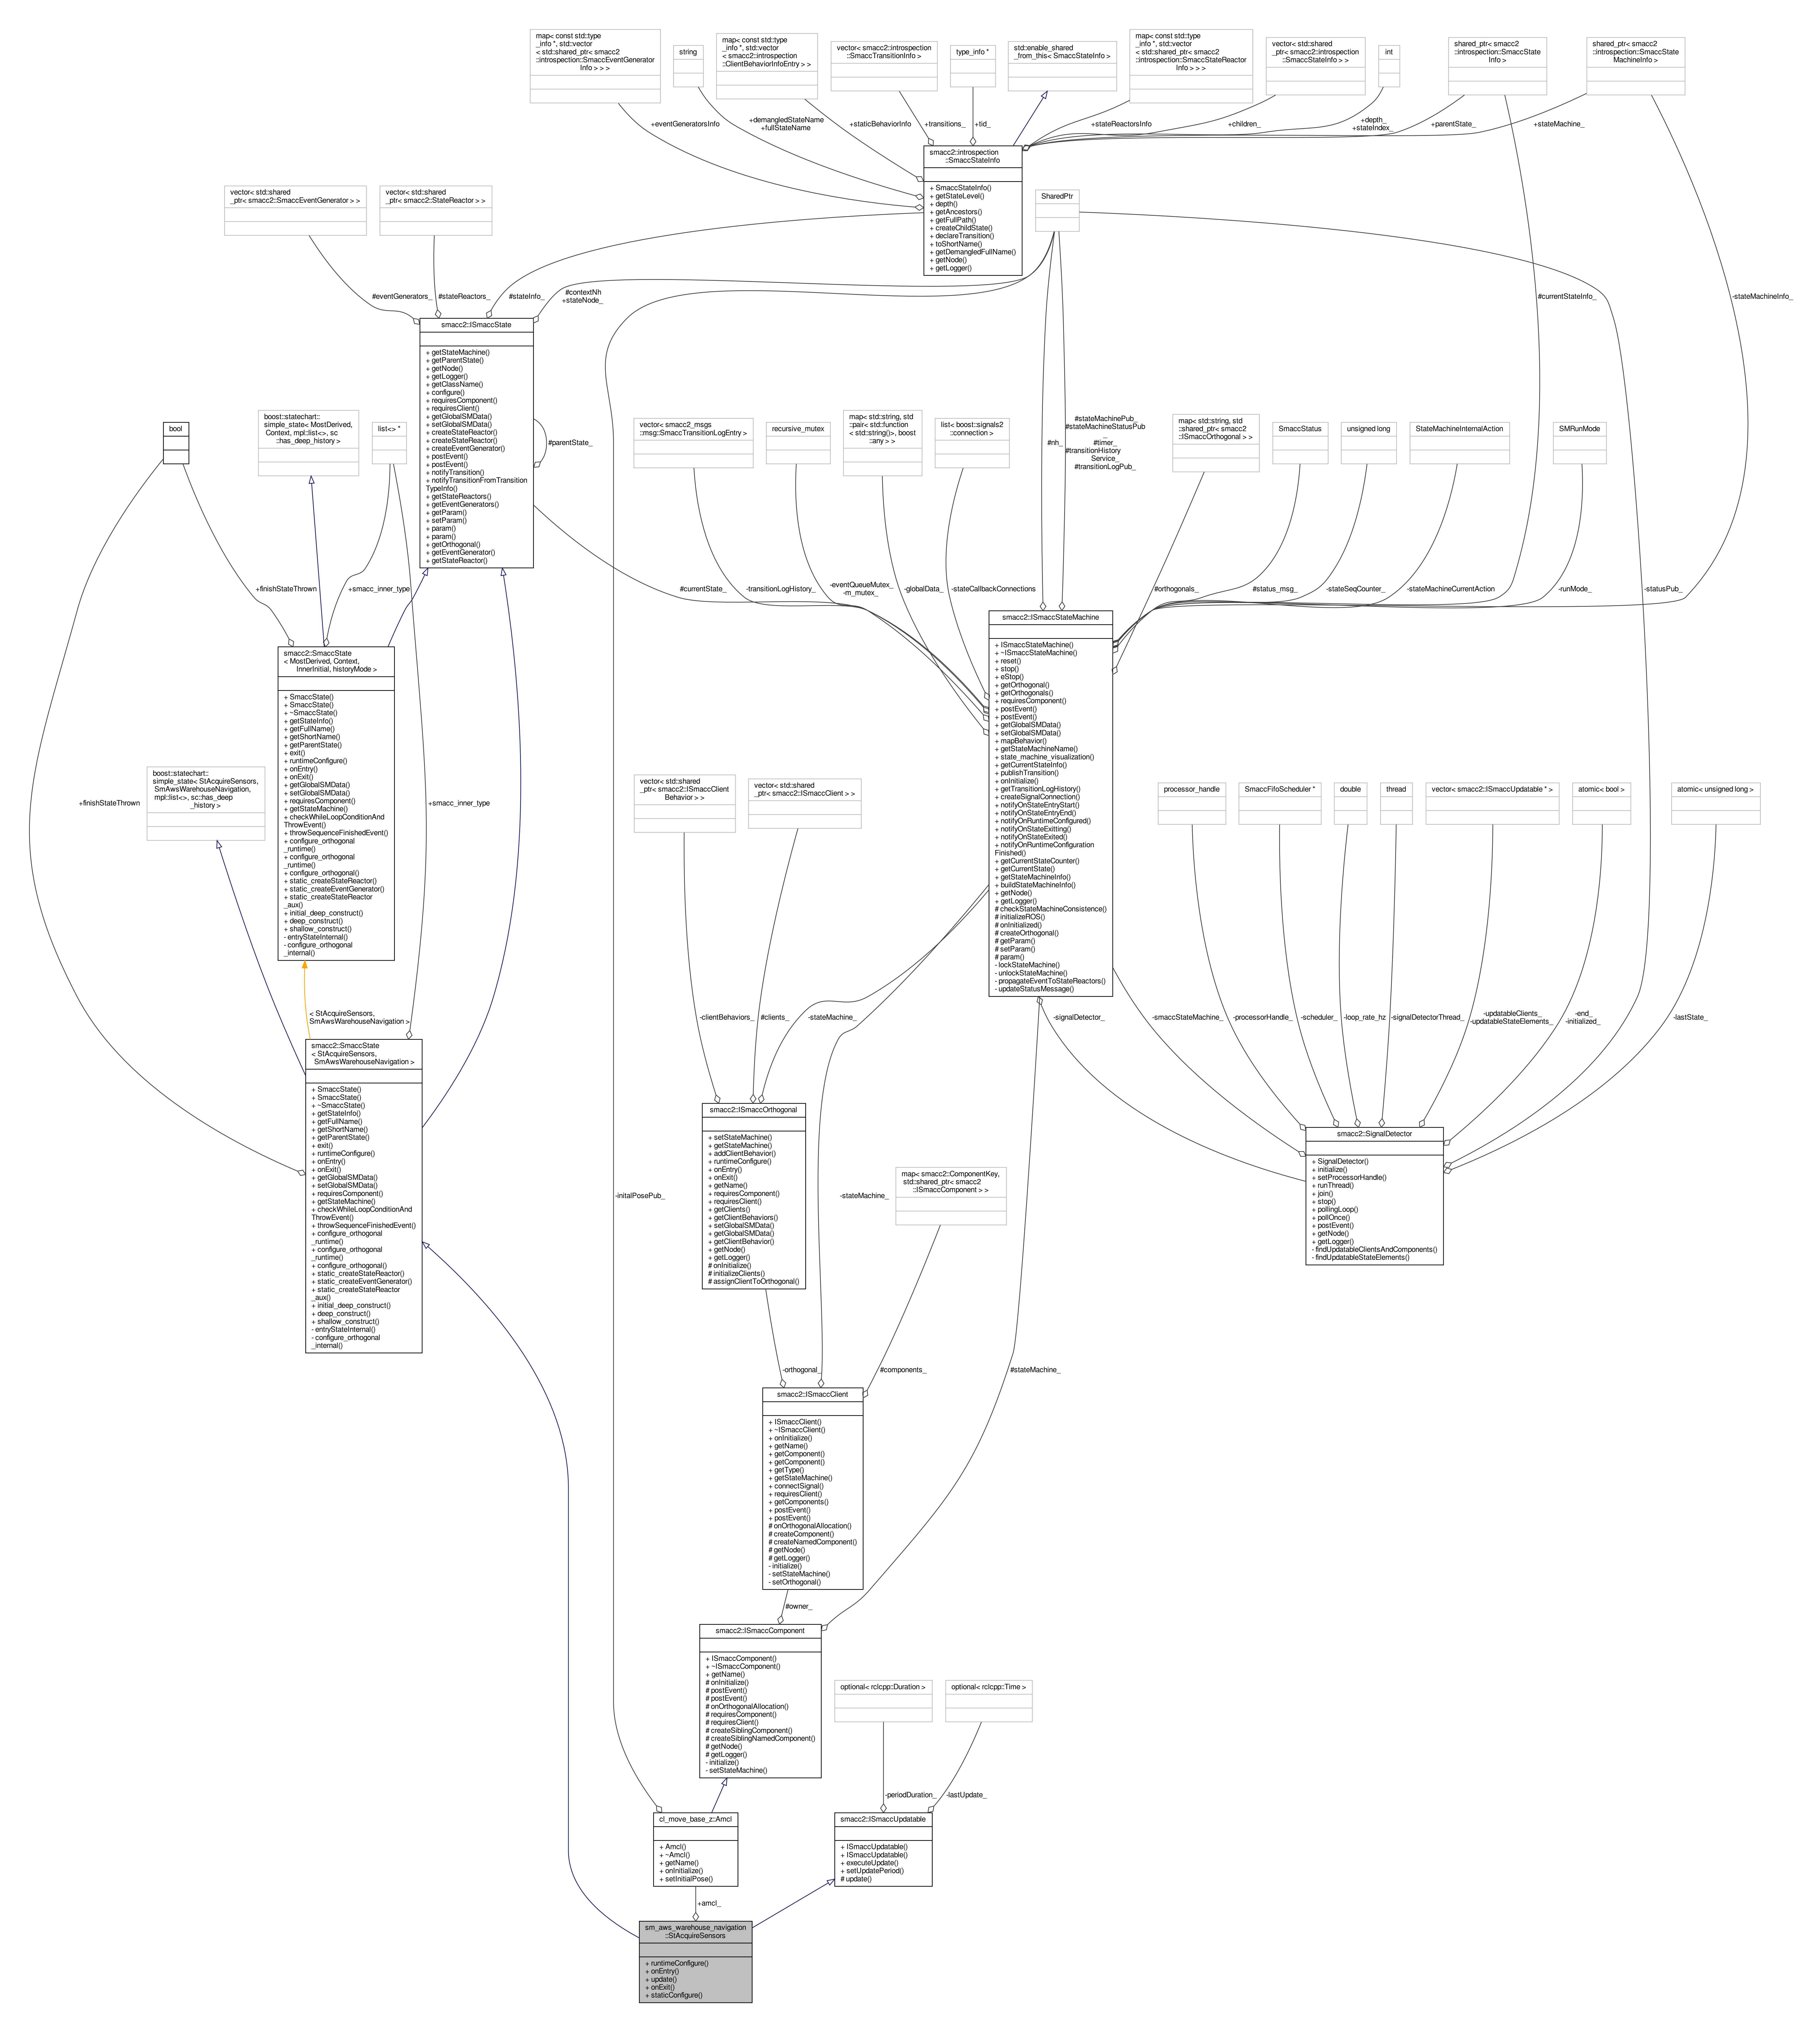 map< const std::type
_info *, std::vector
< std::shared_ptr< smacc2
::introspection::SmaccEventGenerator
Info > > >
string
map< const std::type
_info *, std::vector
< smacc2::introspection
::ClientBehaviorInfoEntry > >
vector< smacc2::introspection
::SmaccTransitionInfo >
type_info *
std::enable_shared
_from_this< SmaccStateInfo >
map< const std::type
_info *, std::vector
< std::shared_ptr< smacc2
::introspection::SmaccStateReactor
Info > > >
vector< std::shared
_ptr< smacc2::introspection
::SmaccStateInfo > >
int
shared_ptr< smacc2
::introspection::SmaccState
Info >
shared_ptr< smacc2
::introspection::SmaccState
MachineInfo >
+eventGeneratorsInfo
+demangledStateName
+fullStateName
+staticBehaviorInfo
+transitions_
+tid_
+stateReactorsInfo
+children_
+depth_
+stateIndex_
+parentState_
+stateMachine_
smacc2::introspection
::SmaccStateInfo
+ SmaccStateInfo()
+ getStateLevel()
+ depth()
+ getAncestors()
+ getFullPath()
+ createChildState()
+ declareTransition()
+ toShortName()
+ getDemangledFullName()
+ getNode()
+ getLogger()
SharedPtr
vector< std::shared
_ptr< smacc2::SmaccEventGenerator > >
vector< std::shared
_ptr< smacc2::StateReactor > >
#eventGenerators_
#stateReactors_
#stateInfo_
#contextNh
+stateNode_
#currentStateInfo_
-stateMachineInfo_
smacc2::ISmaccState
+ getStateMachine()
+ getParentState()
+ getNode()
+ getLogger()
+ getClassName()
+ configure()
+ requiresComponent()
+ requiresClient()
+ getGlobalSMData()
+ setGlobalSMData()
+ createStateReactor()
+ createStateReactor()
+ createEventGenerator()
+ postEvent()
+ postEvent()
+ notifyTransition()
+ notifyTransitionFromTransition
TypeInfo()
+ getStateReactors()
+ getEventGenerators()
+ getParam()
+ setParam()
+ param()
+ param()
+ getOrthogonal()
+ getEventGenerator()
+ getStateReactor()
#parentState_
bool
boost::statechart::
simple_state< MostDerived,
Context, mpl::list<>, sc
::has_deep_history >
list<> *
vector< smacc2_msgs
::msg::SmaccTransitionLogEntry >
recursive_mutex
map< std::string, std
::pair< std::function
< std::string()>, boost
::any > >
list< boost::signals2
::connection >
#nh_
#stateMachinePub_
#stateMachineStatusPub
_
#timer_
#transitionHistory
Service_
#transitionLogPub_
map< std::string, std
::shared_ptr< smacc2
::ISmaccOrthogonal > >
SmaccStatus
unsigned long
StateMachineInternalAction
SMRunMode
+finishStateThrown
+smacc_inner_type
#currentState_
-transitionLogHistory_
-eventQueueMutex_
-m_mutex_
-globalData_
-stateCallbackConnections
#orthogonals_
#status_msg_
-stateSeqCounter_
-stateMachineCurrentAction
-runMode_
-statusPub_
smacc2::SmaccState
< MostDerived, Context,
InnerInitial, historyMode >
+ SmaccState()
+ SmaccState()
+ ~SmaccState()
+ getStateInfo()
+ getFullName()
+ getShortName()
+ getParentState()
+ exit()
+ runtimeConfigure()
+ onEntry()
+ onExit()
+ getGlobalSMData()
+ setGlobalSMData()
+ requiresComponent()
+ getStateMachine()
+ checkWhileLoopConditionAnd
ThrowEvent()
+ throwSequenceFinishedEvent()
+ configure_orthogonal
_runtime()
+ configure_orthogonal
_runtime()
+ configure_orthogonal()
+ static_createStateReactor()
+ static_createEventGenerator()
+ static_createStateReactor
_aux()
+ initial_deep_construct()
+ deep_construct()
+ shallow_construct()
- entryStateInternal()
- configure_orthogonal
_internal()
smacc2::ISmaccStateMachine
+ ISmaccStateMachine()
+ ~ISmaccStateMachine()
+ reset()
+ stop()
+ eStop()
+ getOrthogonal()
+ getOrthogonals()
+ requiresComponent()
+ postEvent()
+ postEvent()
+ getGlobalSMData()
+ setGlobalSMData()
+ mapBehavior()
+ getStateMachineName()
+ state_machine_visualization()
+ getCurrentStateInfo()
+ publishTransition()
+ onInitialize()
+ getTransitionLogHistory()
+ createSignalConnection()
+ notifyOnStateEntryStart()
+ notifyOnStateEntryEnd()
+ notifyOnRuntimeConfigured()
+ notifyOnStateExitting()
+ notifyOnStateExited()
+ notifyOnRuntimeConfiguration
Finished()
+ getCurrentStateCounter()
+ getCurrentState()
+ getStateMachineInfo()
+ buildStateMachineInfo()
+ getNode()
+ getLogger()
# checkStateMachineConsistence()
# initializeROS()
# onInitialized()
# createOrthogonal()
# getParam()
# setParam()
# param()
- lockStateMachine()
- unlockStateMachine()
- propagateEventToStateReactors()
- updateStatusMessage()
boost::statechart::
simple_state< StAcquireSensors,
SmAwsWarehouseNavigation,
mpl::list<>, sc::has_deep
_history >
+finishStateThrown
+smacc_inner_type
vector< std::shared
_ptr< smacc2::ISmaccClient
Behavior > >
vector< std::shared
_ptr< smacc2::ISmaccClient > >
processor_handle
SmaccFifoScheduler *
double
thread
vector< smacc2::ISmaccUpdatable * >
atomic< bool >
atomic< unsigned long >
< StAcquireSensors,
SmAwsWarehouseNavigation >
-clientBehaviors_
#clients_
-stateMachine_
-signalDetector_
-smaccStateMachine_
-processorHandle_
-scheduler_
-loop_rate_hz
-signalDetectorThread_
-updatableClients_
-updatableStateElements_
-end_
-initialized_
-lastState_
smacc2::SmaccState
< StAcquireSensors,
SmAwsWarehouseNavigation >
+ SmaccState()
+ SmaccState()
+ ~SmaccState()
+ getStateInfo()
+ getFullName()
+ getShortName()
+ getParentState()
+ exit()
+ runtimeConfigure()
+ onEntry()
+ onExit()
+ getGlobalSMData()
+ setGlobalSMData()
+ requiresComponent()
+ getStateMachine()
+ checkWhileLoopConditionAnd
ThrowEvent()
+ throwSequenceFinishedEvent()
+ configure_orthogonal
_runtime()
+ configure_orthogonal
_runtime()
+ configure_orthogonal()
+ static_createStateReactor()
+ static_createEventGenerator()
+ static_createStateReactor
_aux()
+ initial_deep_construct()
+ deep_construct()
+ shallow_construct()
- entryStateInternal()
- configure_orthogonal
_internal()
smacc2::ISmaccOrthogonal
+ setStateMachine()
+ getStateMachine()
+ addClientBehavior()
+ runtimeConfigure()
+ onEntry()
+ onExit()
+ getName()
+ requiresComponent()
+ requiresClient()
+ getClients()
+ getClientBehaviors()
+ setGlobalSMData()
+ getGlobalSMData()
+ getClientBehavior()
+ getNode()
+ getLogger()
# onInitialize()
# initializeClients()
# assignClientToOrthogonal()
smacc2::SignalDetector
+ SignalDetector()
+ initialize()
+ setProcessorHandle()
+ runThread()
+ join()
+ stop()
+ pollingLoop()
+ pollOnce()
+ postEvent()
+ getNode()
+ getLogger()
- findUpdatableClientsAndComponents()
- findUpdatableStateElements()
-initalPosePub_
-stateMachine_
map< smacc2::ComponentKey,
std::shared_ptr< smacc2
::ISmaccComponent > >
-orthogonal_
#components_
#stateMachine_
smacc2::ISmaccClient
+ ISmaccClient()
+ ~ISmaccClient()
+ onInitialize()
+ getName()
+ getComponent()
+ getComponent()
+ getType()
+ getStateMachine()
+ connectSignal()
+ requiresClient()
+ getComponents()
+ postEvent()
+ postEvent()
# onOrthogonalAllocation()
# createComponent()
# createNamedComponent()
# getNode()
# getLogger()
- initialize()
- setStateMachine()
- setOrthogonal()
#owner_
smacc2::ISmaccComponent
+ ISmaccComponent()
+ ~ISmaccComponent()
+ getName()
# onInitialize()
# postEvent()
# postEvent()
# onOrthogonalAllocation()
# requiresComponent()
# requiresClient()
# createSiblingComponent()
# createSiblingNamedComponent()
# getNode()
# getLogger()
- initialize()
- setStateMachine()
optional< rclcpp::Duration >
optional< rclcpp::Time >
-periodDuration_
-lastUpdate_
cl_move_base_z::Amcl
+ Amcl()
+ ~Amcl()
+ getName()
+ onInitialize()
+ setInitialPose()
smacc2::ISmaccUpdatable
+ ISmaccUpdatable()
+ ISmaccUpdatable()
+ executeUpdate()
+ setUpdatePeriod()
# update()
+amcl_
sm_aws_warehouse_navigation
::StAcquireSensors
+ runtimeConfigure()
+ onEntry()
+ update()
+ onExit()
+ staticConfigure()